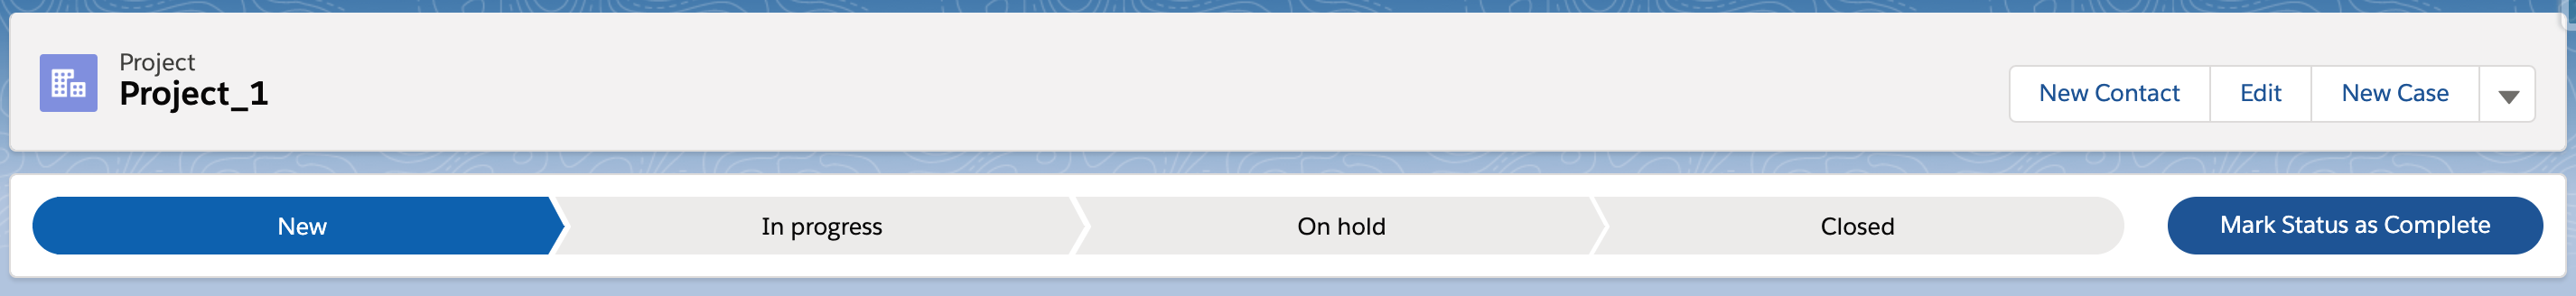 Project
Project_1
New Contact
Edit
New Case
New
In progress
On hold
Closed
Mark Status as Complete